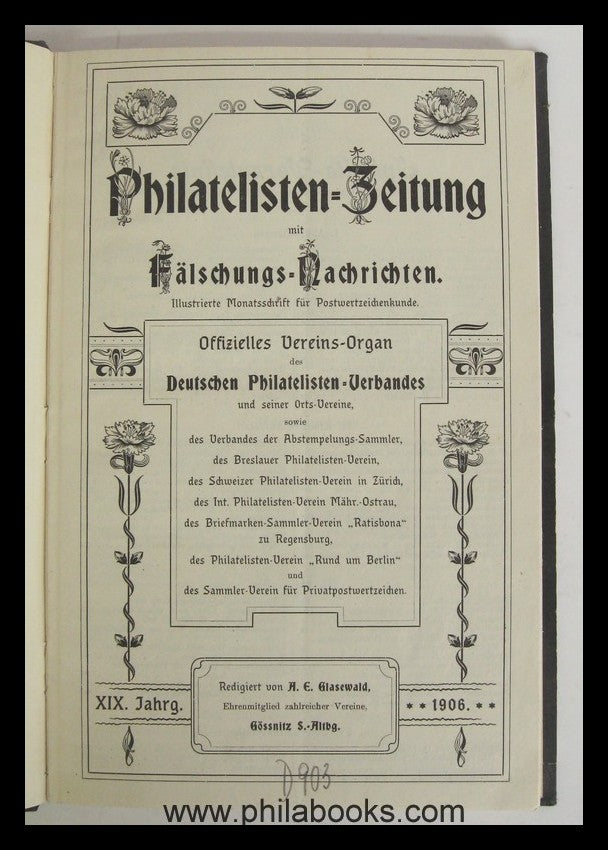 Philatelisten-Zeitung
mit
Fälschungs-Nachrichten.
Illustrierte Monatsschrift für Postwertzeichenkunde.
Offizielles Vereins-Organ
des
Deutschen Philatelisten-Verbandes
und seiner Orts-Vereine,
sowie
des Verbandes der Abstempelungs-Sammler,
des Breslauer Philatelisten-Verein,
des Schweizer Philatelisten-Verein in Zürich,
des Int. Philatelisten-Verein Mähr.-Ostrau,
des Briefmarken-Sammler-Verein „Ratisbona“
zu Regensburg,
des Philatelisten-Verein „Rund um Berlin“
und
des Sammler-Verein für Privatpostwertzeichen.
Redigiert von A. E. Glasewald,
Ehrenmitglied zahlreicher Vereine,
Gössnitz S.-Altbg.
XIX. Jahrg.
** 1906. **
D 903
www.philabooks.com